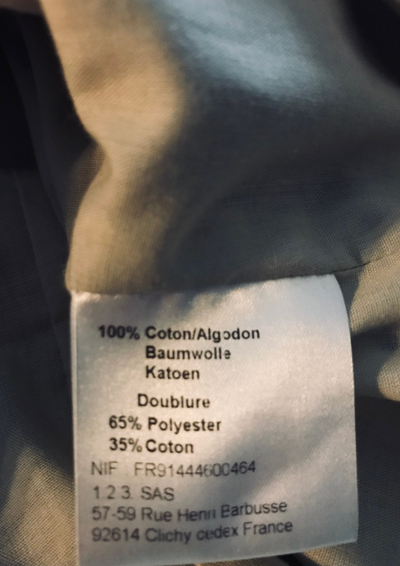 100% Coton/Algodon
Baumwolle
Katoen
Doublure
65% Polyester
35% Coton
NIF FR91444600464
1.2.3. SAS
57-59 Rue Henri Barbusse
92614 Clichy cedex France